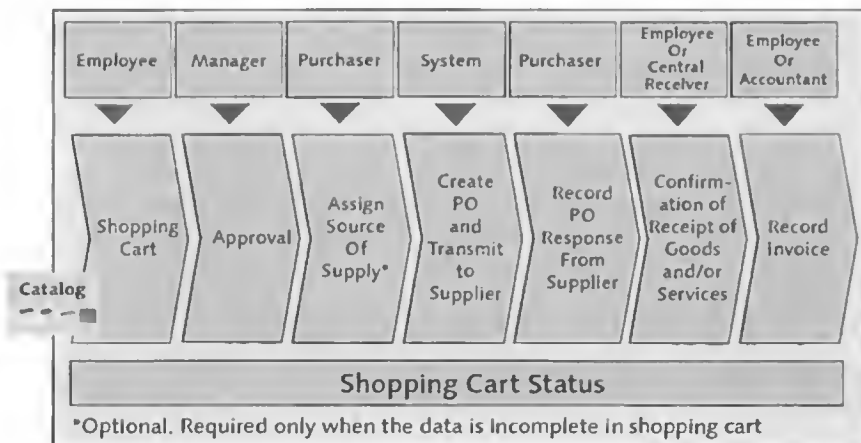 Employee
Manager
Purchaser
System
Purchaser
Employee
Or
Central
Receiver
Employee
Or
Accountant
Shopping
Cart
Approval
Assign
Source
Of
Supply*
Create
PO
and
Transmit
to
Supplier
Record
PO
Response
From
Supplier
Confirm-
ation of
Receipt of
Goods
and/or
Services
Record
Invoice
Catalog
Shopping Cart Status
*Optional. Required only when the data is incomplete in shopping cart